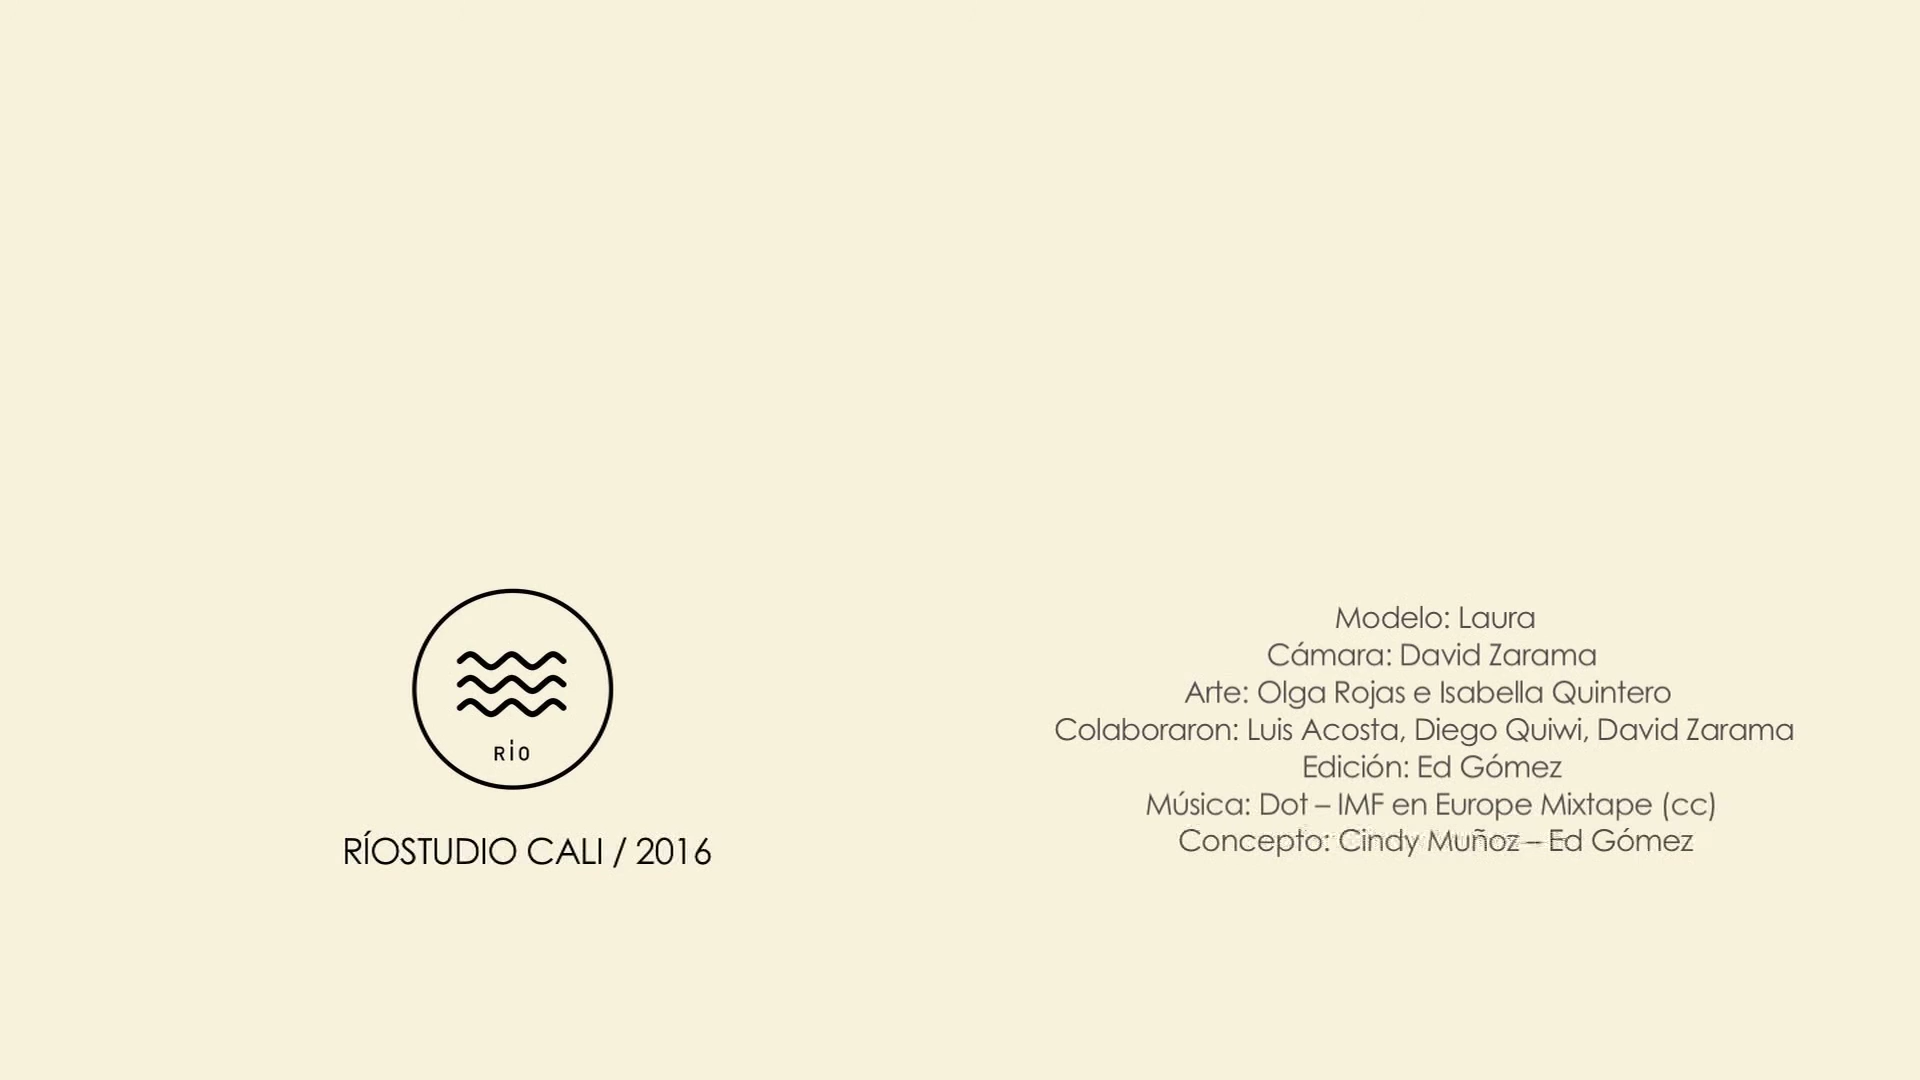 RÍO
RÍOSTUDIO CALI / 2016
Modelo: Laura
Cámara: David Zarama
Arte: Olga Rojas e Isabella Quintero
Colaboraron: Luis Acosta, Diego Quiwi, David Zarama
Edición: Ed Gómez
Música: Dot – IMF en Europe Mixtape (cc)
Concepto: Cindy Muñoz – Ed Gómez